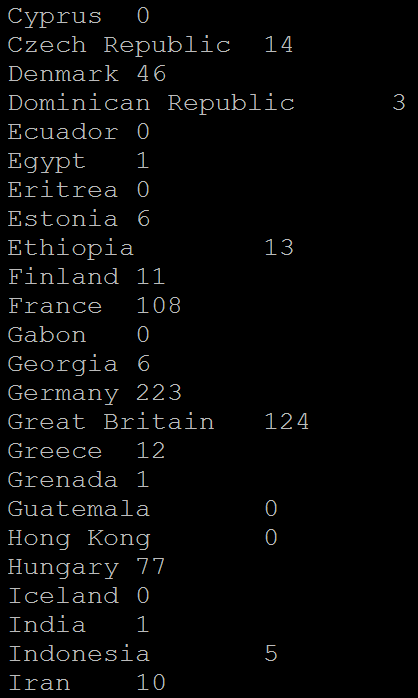 Cyprus 0
Czech Republic 14
Denmark 46
Dominican Republic 3
Ecuador 0
Egypt 1
Eritrea 0
Estonia 6
Ethiopia 13
Finland 11
France 108
Gabon 0
Georgia 6
Germany 223
Great Britain 124
Greece 12
Grenada 1
Guatemala 0
Hong Kong 0
Hungary 77
Iceland 0
India 1
Indonesia 5
Iran 10